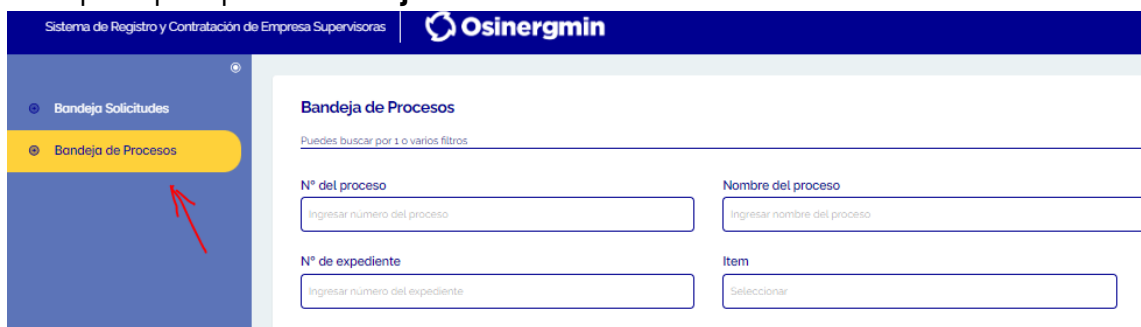 Sistema de Registro y Contratación de Empresa Supervisoras
Osinergmin
Bandeja Solicitudes
Bandeja de Procesos
Bandeja de Procesos
Puedes buscar por 1 o varios filtros
N° del proceso
Nombre del proceso
Ingresar número del proceso
Ingresar nombre del proceso
N° de expediente
Item
Ingresar número del expediente
Seleccionar